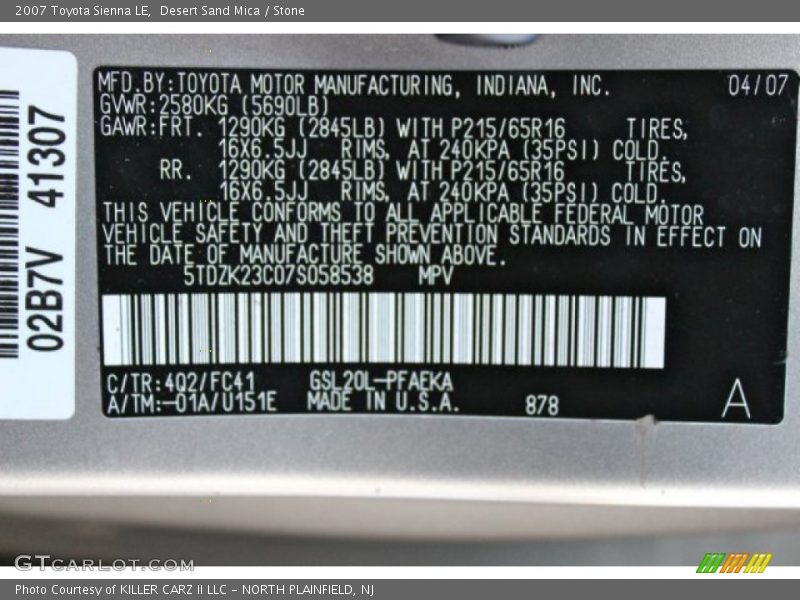 2007 Toyota Sienna LE, Desert Sand Mica / Stone
02B7V 41307
MFD.BY:TOYOTA MOTOR MANUFACTURING, INDIANA, INC. 04/07
GVWR:2580KG (5690LB)
GAWR:FRT. 1290KG (2845LB) WITH P215/65R16 TIRES,
16X6.5JJ RIMS, AT 240KPA (35PSI) COLD.
RR. 1290KG (2845LB) WITH P215/65R16 TIRES,
16X6.5JJ RIMS, AT 240KPA (35PSI) COLD.
THIS VEHICLE CONFORMS TO ALL APPLICABLE FEDERAL MOTOR
VEHICLE SAFETY AND THEFT PREVENTION STANDARDS IN EFFECT ON
THE DATE OF MANUFACTURE SHOWN ABOVE.
5TDZK23C07S058538 MPV
C/TR:4Q2/FC41 GSL20L-PFAEKA
A/TM:-01A/U151E MADE IN U.S.A. 878 A
GTCarLot.com
Photo Courtesy of KILLER CARZ II LLC - NORTH PLAINFIELD, NJ